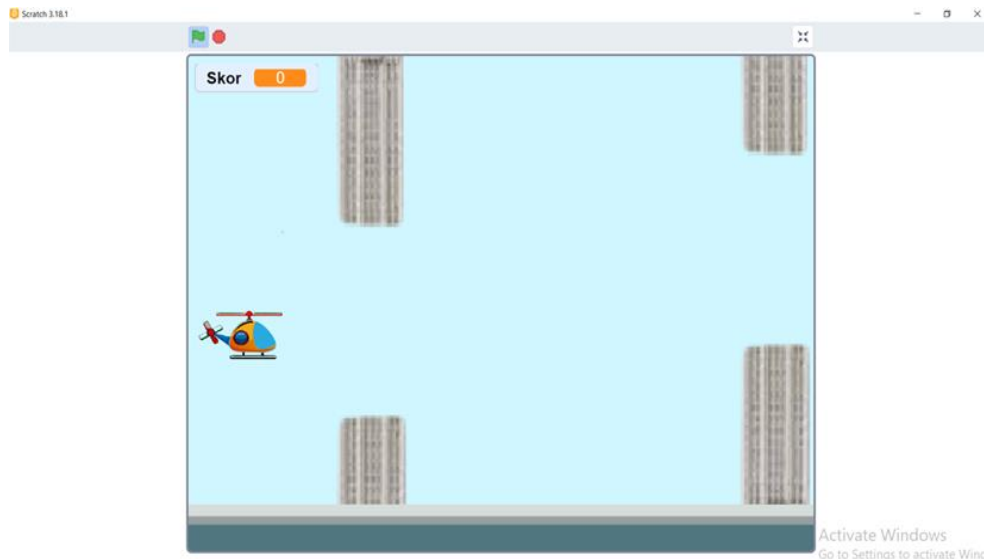 Scratch 3.18.1
Skor 0
Activate Windows
Go to Settings to activate Wind